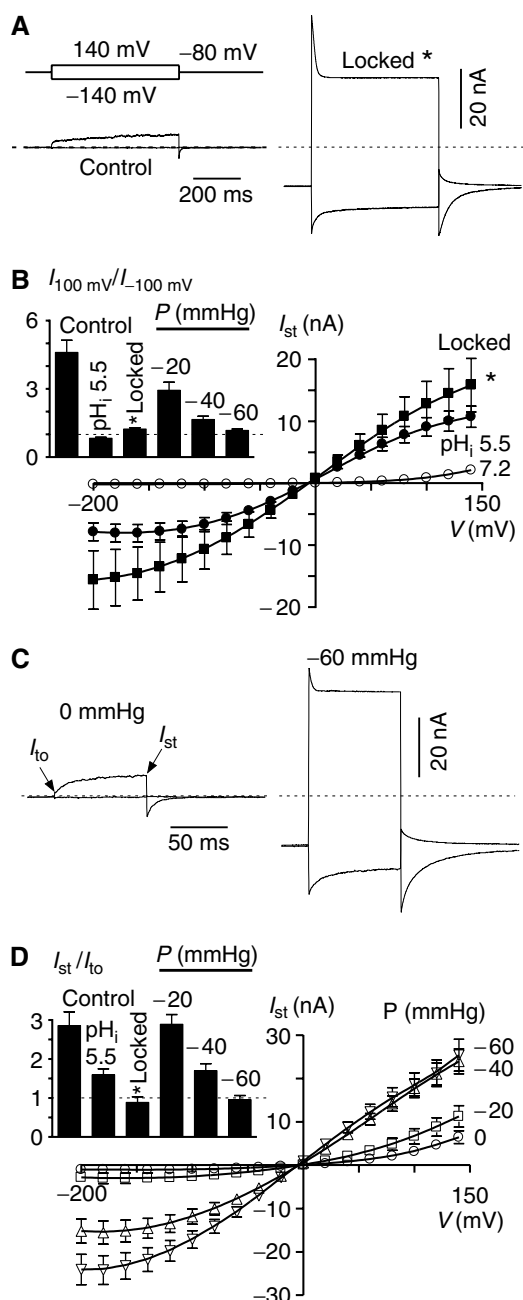 A
140 mV
−80 mV
−140 mV
Control
200 ms
Locked *
20 nA
B
I100 mV/I−100 mV
Control
P (mmHg)
6
4
2
0
pHi 5.5
*Locked
−20
−40
−60
Ist (nA)
20
10
−10
−20
Locked
*
pHi 5.5
7.2
−200
150
V (mV)
C
0 mmHg
Ito
Ist
50 ms
−60 mmHg
20 nA
D
Ist/Ito
P (mmHg)
Control
3
2
1
0
pHi
5.5
*Locked
−20
−40
−60
Ist (nA)
30
20
10
−10
−20
−30
P (mmHg)
−60
−40
−20
0
−200
150
V (mV)